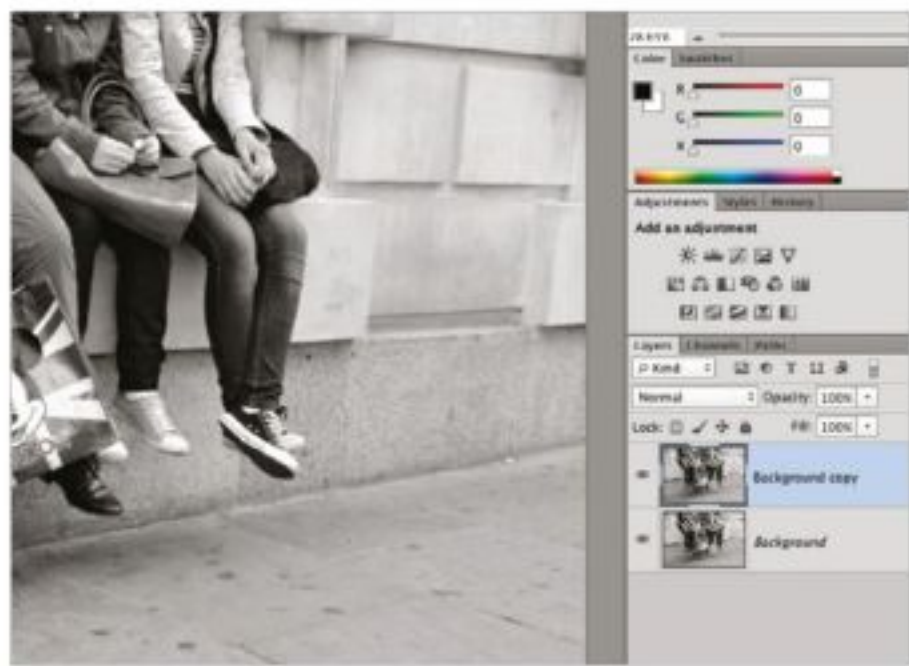 Color
R 0
G 0
0
Adjustments Styles History
Add an adjustment
Layers Channels Paths
Kind
Normal Opacity: 100%
Lock: Fill: 100%
Background copy
Background